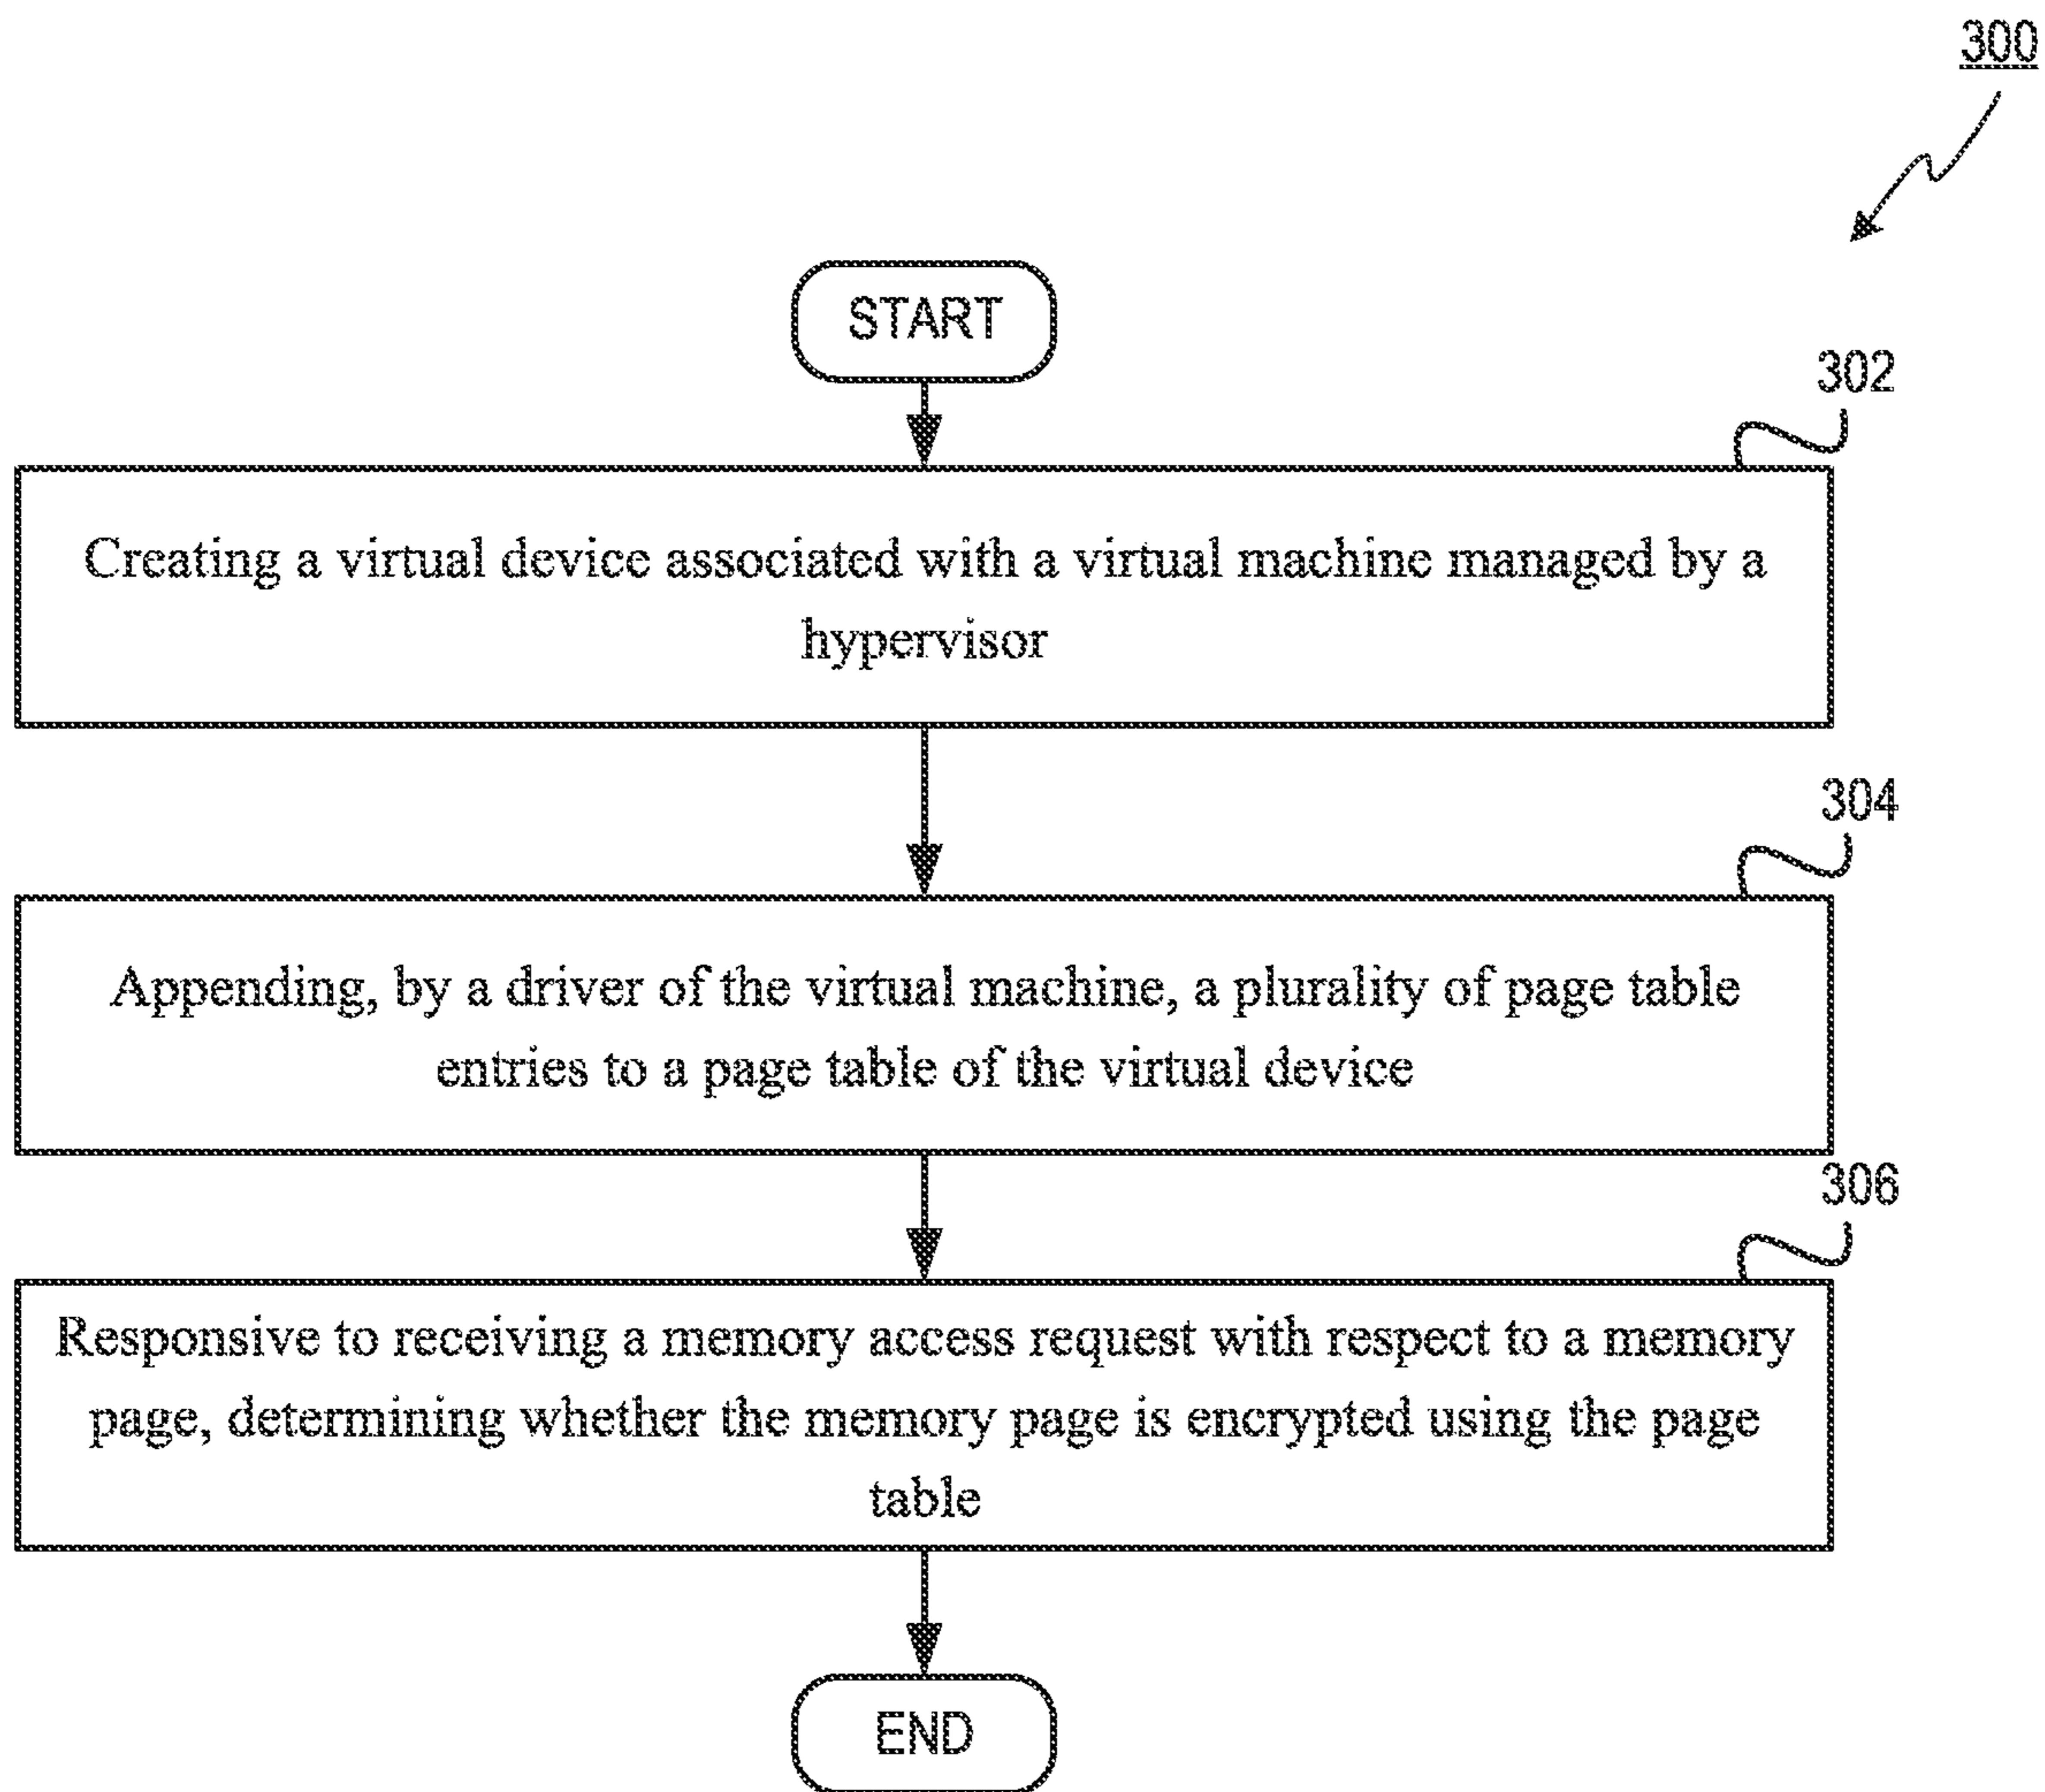 300
START
302
Creating a virtual device associated with a virtual machine managed by a
hypervisor
304
Appending, by a driver of the virtual machine, a plurality of page table
entries to a page table of the virtual device
306
Responsive to receiving a memory access request with respect to a memory
page, determining whether the memory page is encrypted using the page
table
END